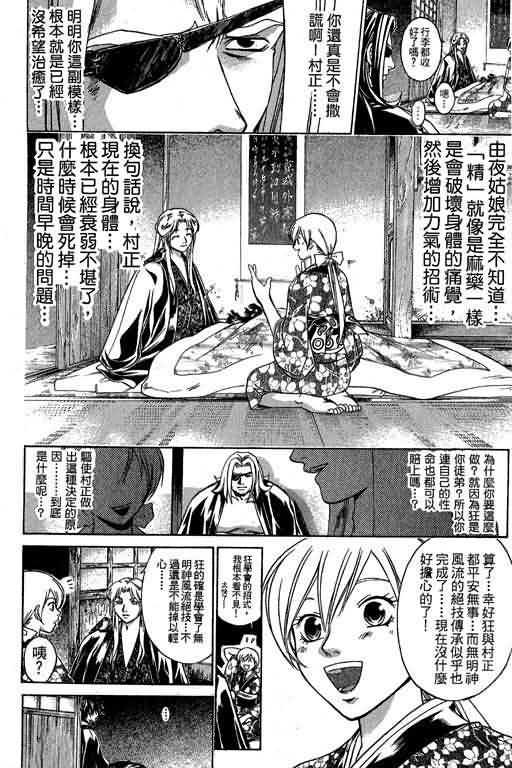 行李都收
好了嗎？
咦…
你還真是不會撒
謊啊－村正……
明明你這副模樣…
根本就是已經
沒希望治癒了…
由夜姑娘完全不知道…
「精」就像是麻藥一樣
是會破壞身體的痛覺，
然後增加力氣的招術…
換句話說，村正
現在的身體…
根本已經衰弱不堪了，
什麼時候會死掉…
只是時間早晚的問題…
為什麼你要這麼
做？就因為狂是
你徒弟？所以你
連自己的性
命也都可以
賠上嗎…？
驅使村正做
出這種決定的原
因……到底
是什麼呢…？
算了…幸好狂與村正
都平安無事…而無明神
風流的絕技傳承似乎也
完成了……現在沒什麼
好擔心的了！
狂學會的招式，
我根本看不見！
狂的確是學會了無
明神風流絕技…不
過還是不能掉以輕
心……
咦？